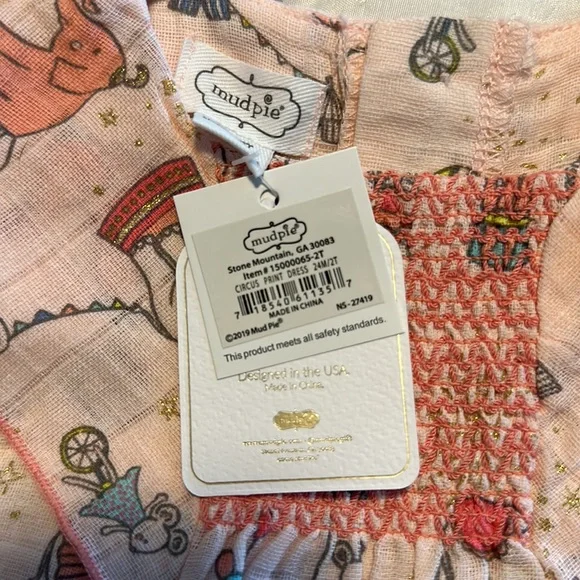 mudpie®
mudpie®
Stone Mountain, GA 30083
Item# 15000065-2T
CIRCUS PRINT DRESS 24M/2T
7 18540 61135 7
MADE IN CHINA NS-27419
©2019 Mud Pie®
This product meets all safety standards.
Designed in the USA.
Made in China.